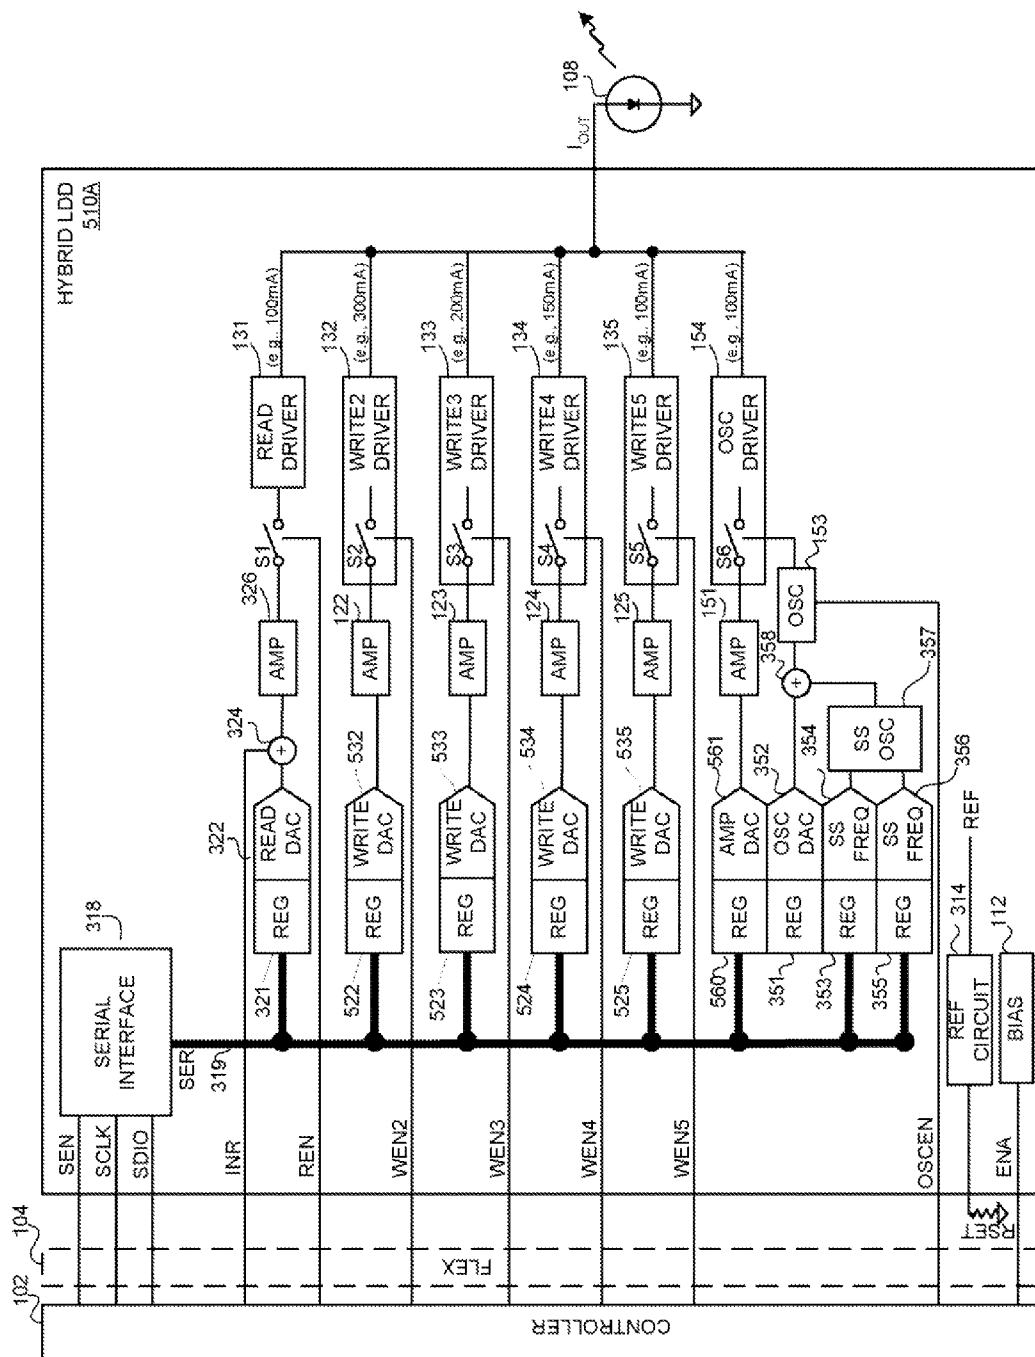 HYBRID LDD
510A
318
SERIAL
INTERFACE
SEN
SCLK
SDIO
SER
319
102
104
CONTROLLER
FLEX
INR
REN
WEN2
WEN3
WEN4
WEN5
OSCEN
ENA
RSET
321
REG
322
READ
DAC
324
+
326
AMP
S1
131
READ
DRIVER
(e.g., 100mA)
522
REG
532
WRITE
DAC
122
AMP
S2
132
WRITE2
DRIVER
(e.g., 300mA)
523
REG
533
WRITE
DAC
123
AMP
S3
133
WRITE3
DRIVER
(e.g., 200mA)
524
REG
534
WRITE
DAC
124
AMP
S4
134
WRITE4
DRIVER
(e.g., 150mA)
525
REG
535
WRITE
DAC
125
AMP
S5
135
WRITE5
DRIVER
(e.g., 100mA)
560
REG
561
AMP
DAC
151
AMP
S6
154
OSC
DRIVER
(e.g., 100mA)
351
REG
352
OSC
DAC
358
+
OSC
153
353
REG
354
SS
FREQ
355
REG
356
SS
FREQ
SS
OSC
357
314
REF
CIRCUIT
REF
112
BIAS
IOUT
108